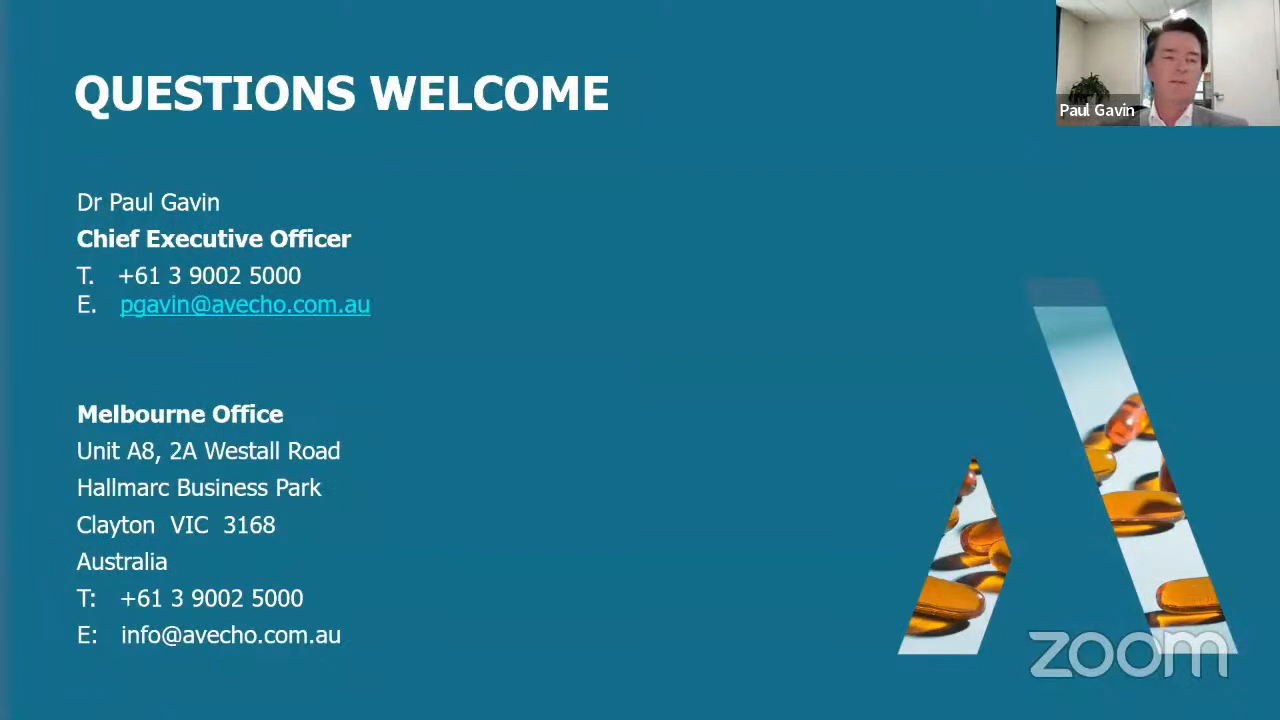 QUESTIONS WELCOME
Paul Gavin
Dr Paul Gavin
Chief Executive Officer
T. +61 3 9002 5000
E. pgavin@avecho.com.au
Melbourne Office
Unit A8, 2A Westall Road
Hallmarc Business Park
Clayton VIC 3168
Australia
T: +61 3 9002 5000
E: info@avecho.com.au
zoom